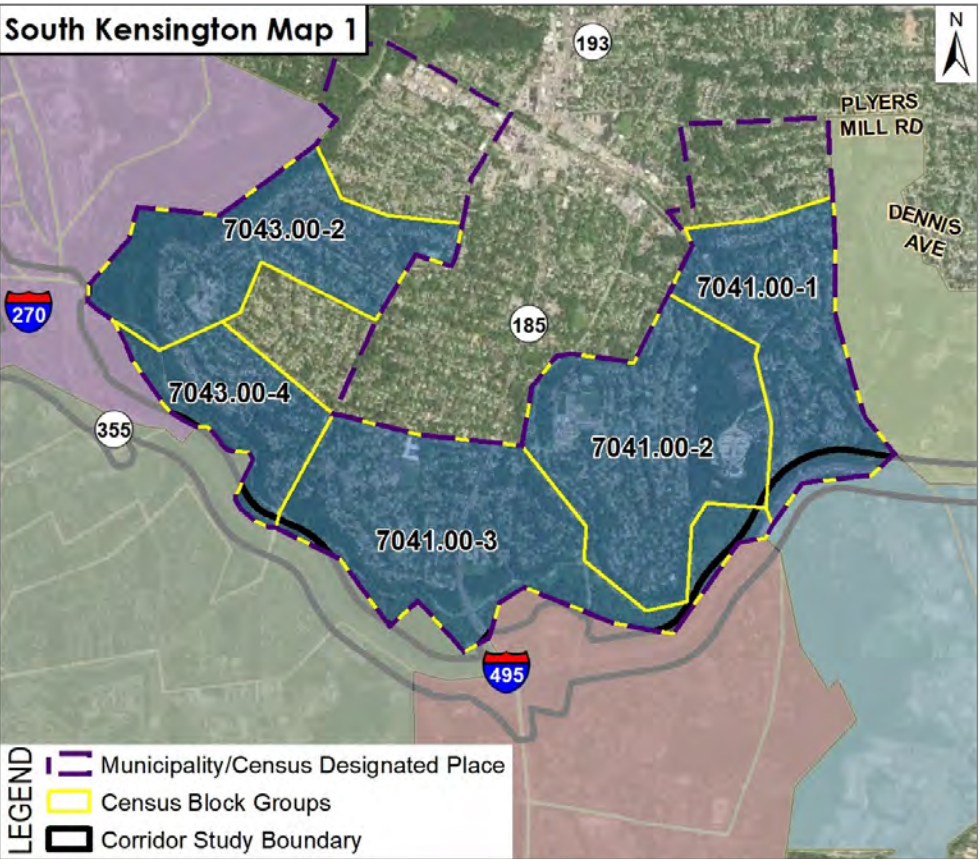 South Kensington Map 1
N
193
PLYERS
MILL RD
DENNIS
AVE
7043.00-2
7041.00-1
270
185
7043.00-4
355
7041.00-2
7041.00-3
495
LEGEND
Municipality/Census Designated Place
Census Block Groups
Corridor Study Boundary